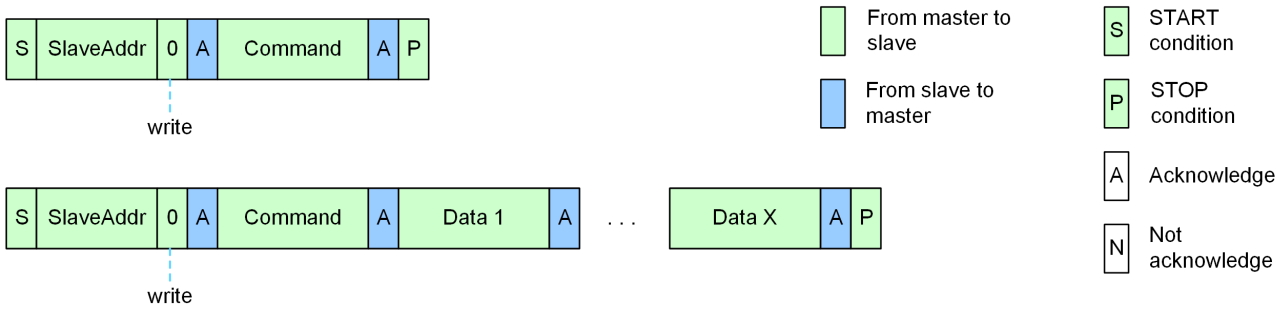 S SlaveAddr 0 A Command A P
write
S SlaveAddr 0 A Command A Data 1 A . . . Data X A P
write
From master to
slave
From slave to
master
S START
condition
P STOP
condition
A Acknowledge
N Not
acknowledge